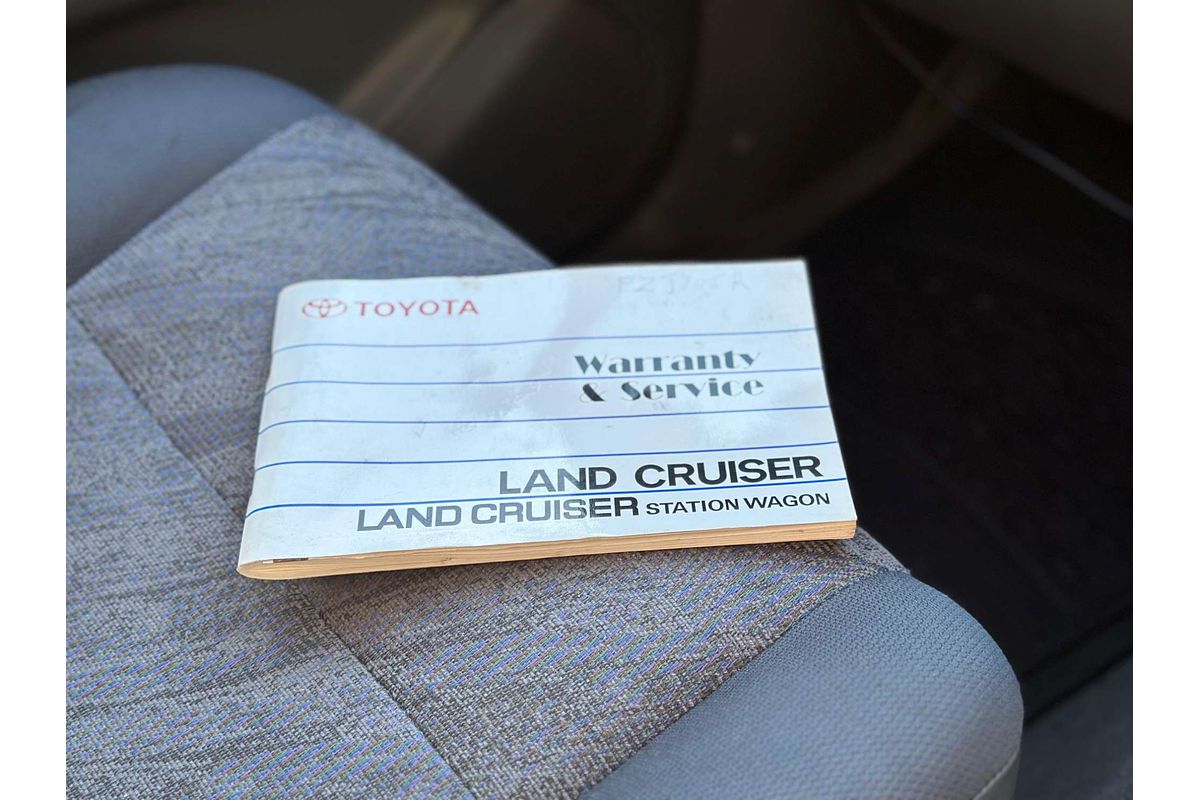 TOYOTA
Warranty
& Service
LAND CRUISER
LAND CRUISER STATION WAGON